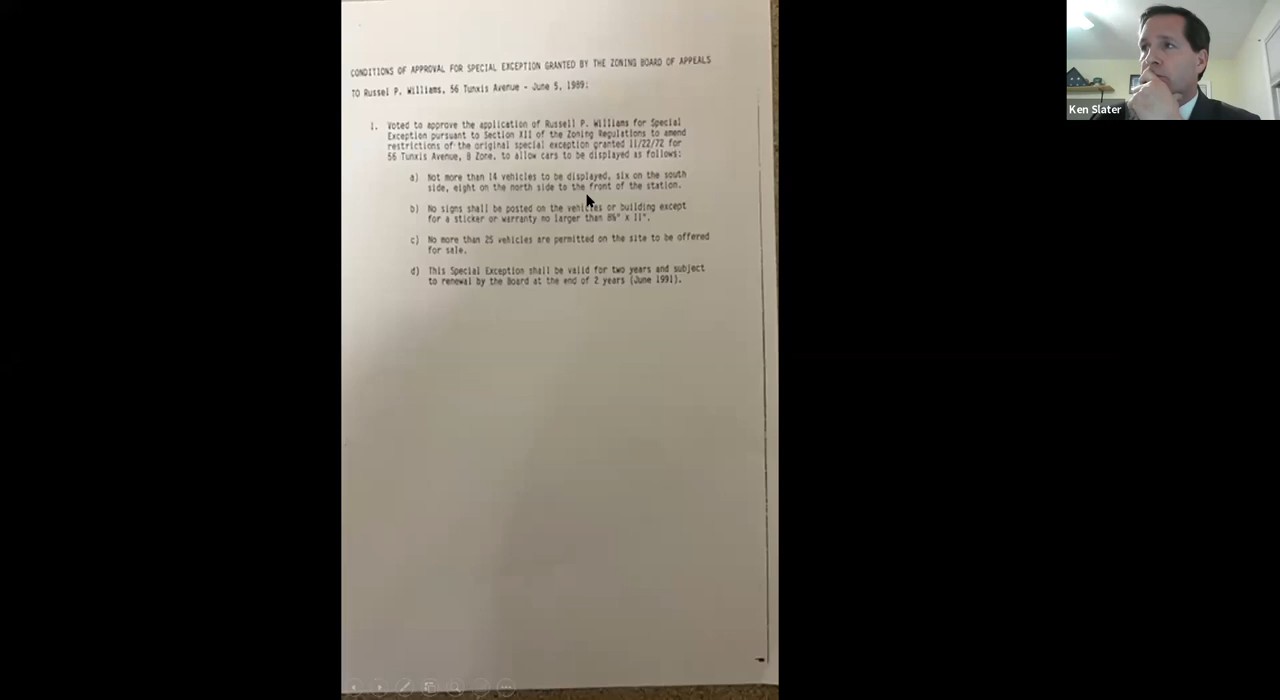 CONDITIONS OF APPROVAL FOR SPECIAL EXCEPTION GRANTED BY THE ZONING BOARD OF APPEALS
TO Russel P. Williams, 56 Tunxis Avenue - June 5, 1989:
1. Voted to approve the application of Russell P. Williams for Special
Exception pursuant to Section XII of the Zoning Regulations to amend
restrictions of the original special exception granted 11/22/72 for
56 Tunxis Avenue, B Zone, to allow cars to be displayed as follows:
a) Not more than 14 vehicles to be displayed, six on the south
side, eight on the north side to the front of the station.
b) No signs shall be posted on the vehicles or building except
for a sticker or warranty no larger than 8½" x 11".
c) No more than 25 vehicles are permitted on the site to be offered
for sale.
d) This Special Exception shall be valid for two years and subject
to renewal by the Board at the end of 2 years (June 1991).
Ken Slater